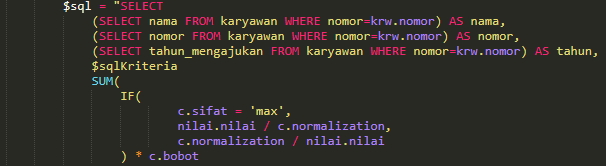 $sql = "SELECT
(SELECT nama FROM karyawan WHERE nomor=krw.nomor) AS nama,
(SELECT nomor FROM karyawan WHERE nomor=krw.nomor) AS nomor,
(SELECT tahun_mengajukan FROM karyawan WHERE nomor=krw.nomor) AS tahun,
$sqlKriteria
SUM(
IF(
c.sifat = 'max',
nilai.nilai / c.normalization,
c.normalization / nilai.nilai
) * c.bobot